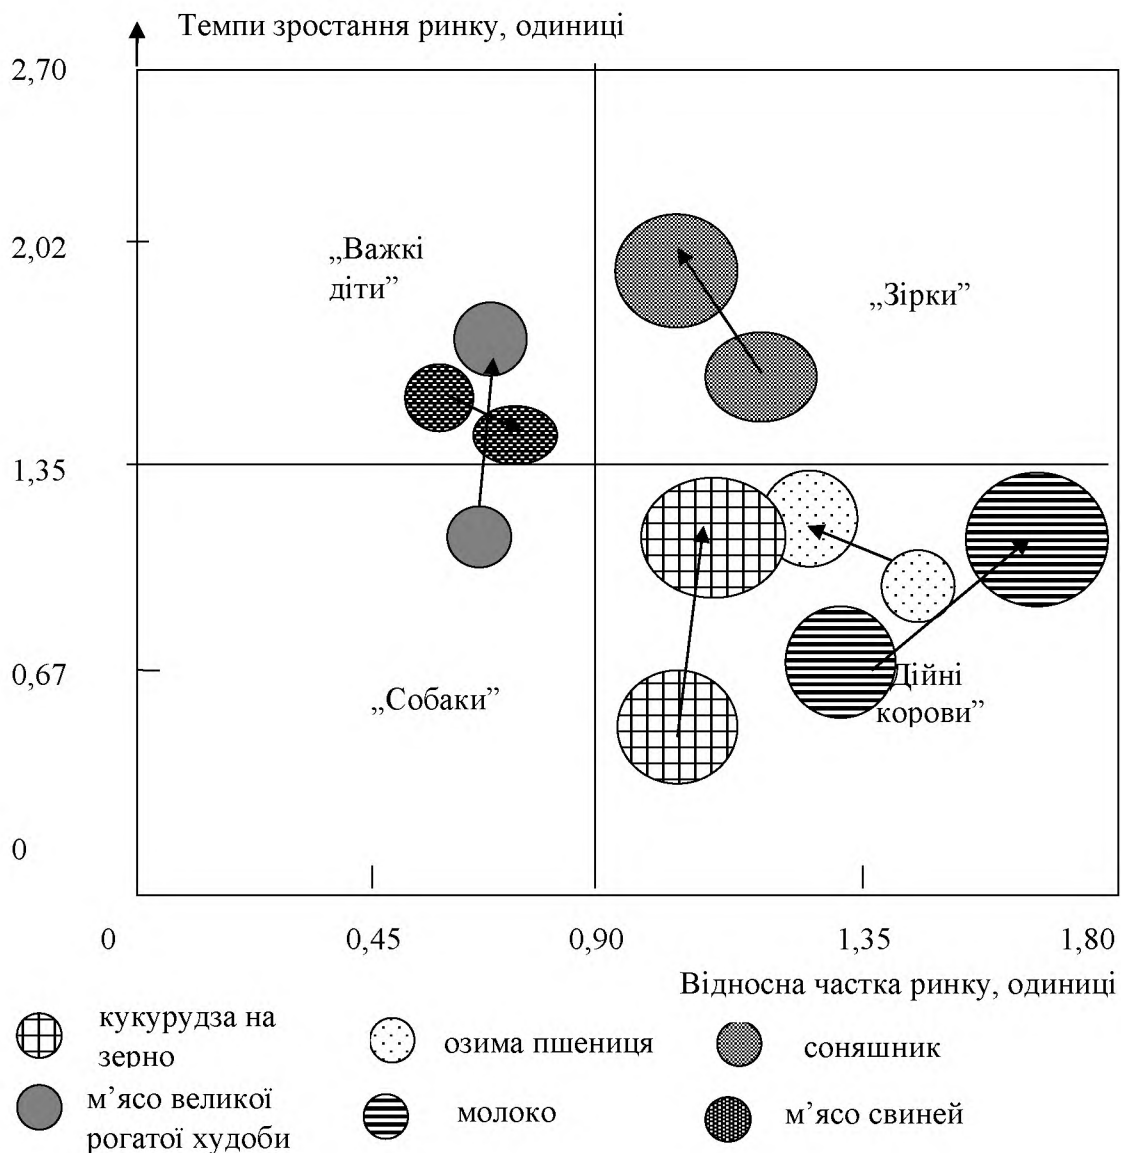 Темпи зростання ринку, одиниці
2,70
2,02
„Важкі
діти”
„Зірки”
1,35
0,67
„Собаки”
Дійні
корови”
0
0
0,45
0,90
1,35
1,80
Відносна частка ринку, одиниці
кукурудза на
зерно
озима пшениця
соняшник
м’ясо великої
рогатої худоби
молоко
м’ясо свиней